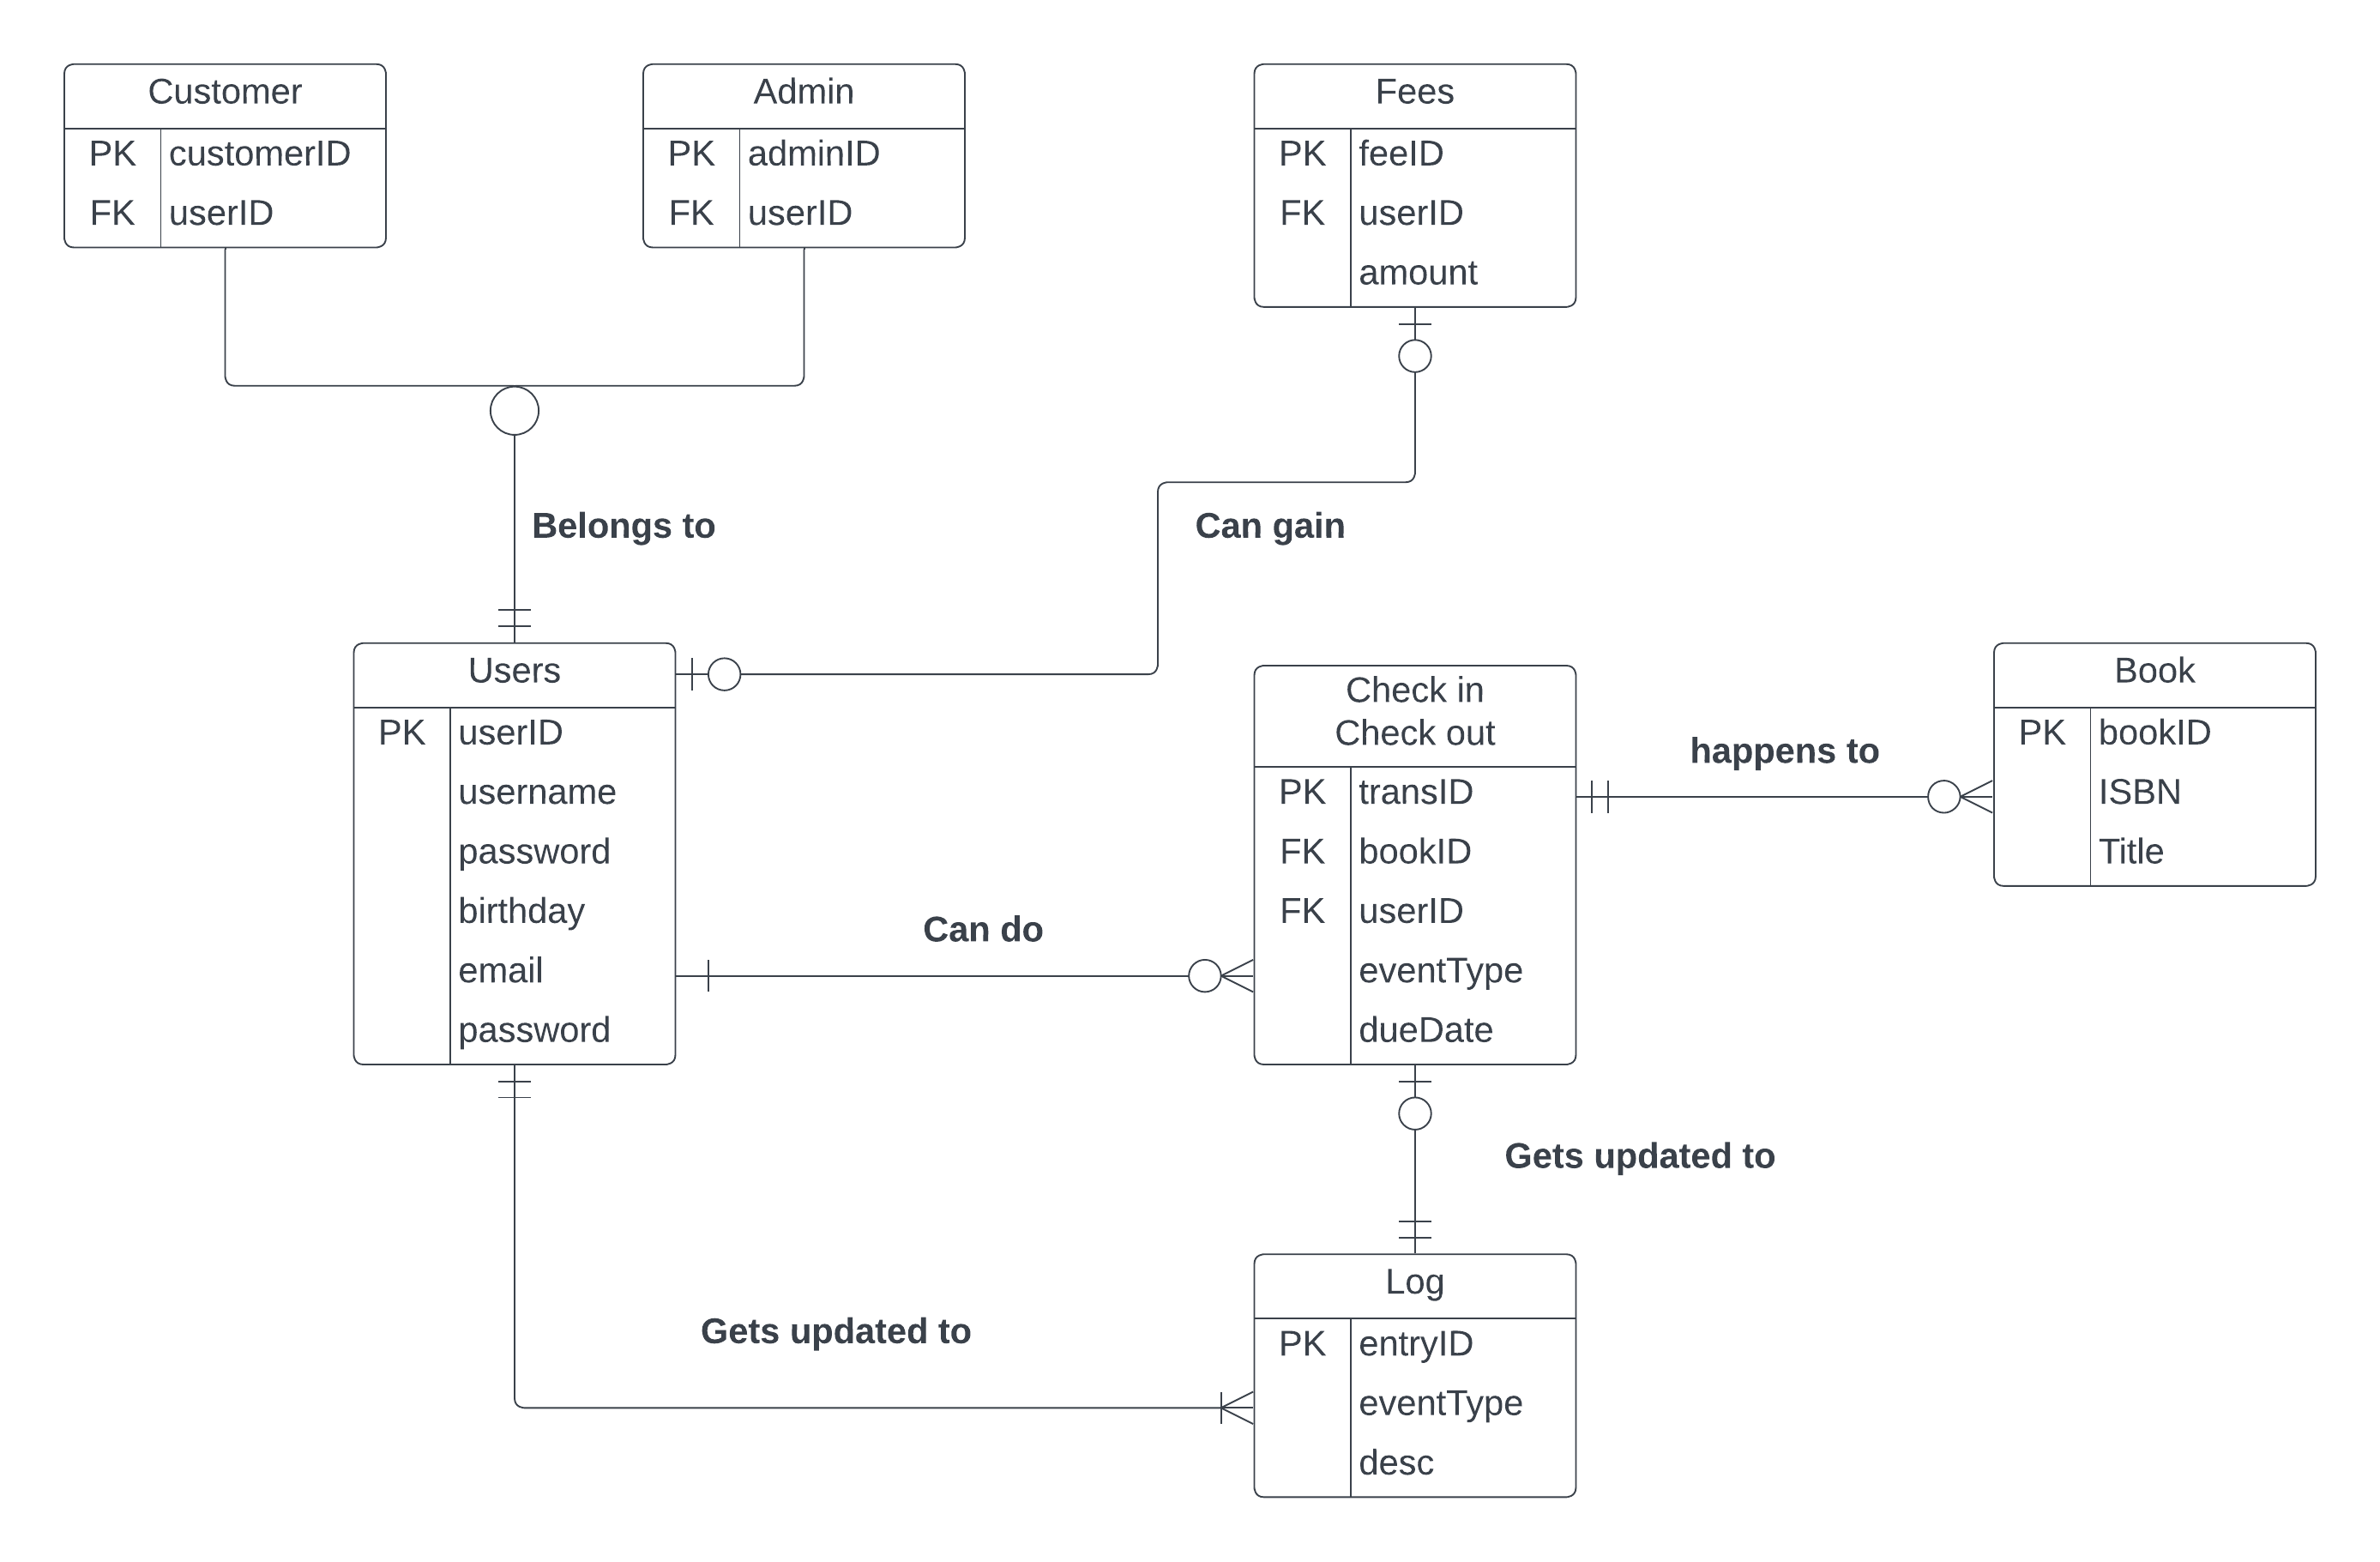 Customer
PK customerID
FK userID
Admin
PK adminID
FK userID
Fees
PK feeID
FK userID
amount
Belongs to
Can gain
Users
PK userID
username
password
birthday
email
password
Can do
Check in
Check out
PK transID
FK bookID
FK userID
eventType
dueDate
happens to
Book
PK bookID
ISBN
Title
Gets updated to
Gets updated to
Log
PK entryID
eventType
desc